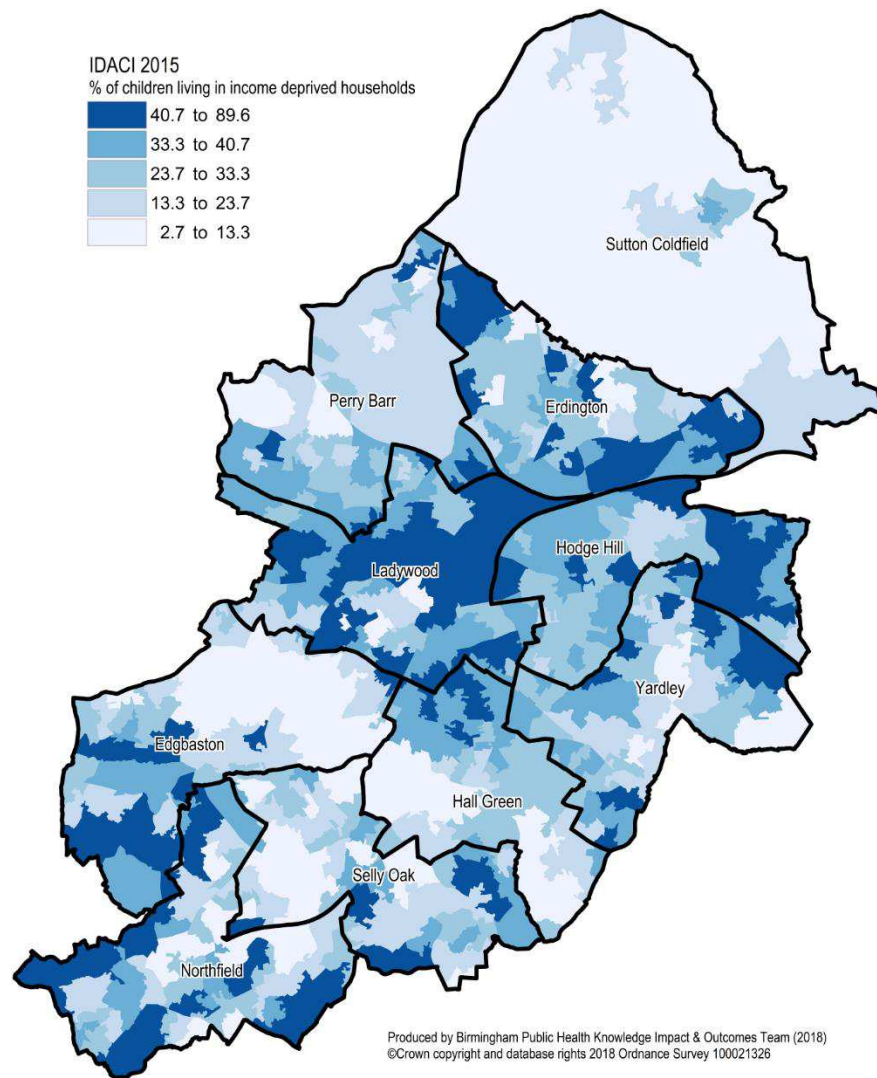 IDACI 2015
% of children living in income deprived households
40.7 to 89.6
33.3 to 40.7
23.7 to 33.3
13.3 to 23.7
2.7 to 13.3
Sutton Coldfield
Perry Barr
Erdington
Hodge Hill
Ladywood
Yardley
Edgbaston
Hall Green
Selly Oak
Northfield
Produced by Birmingham Public Health Knowledge Impact & Outcomes Team (2018)
©Crown copyright and database rights 2018 Ordnance Survey 100021326